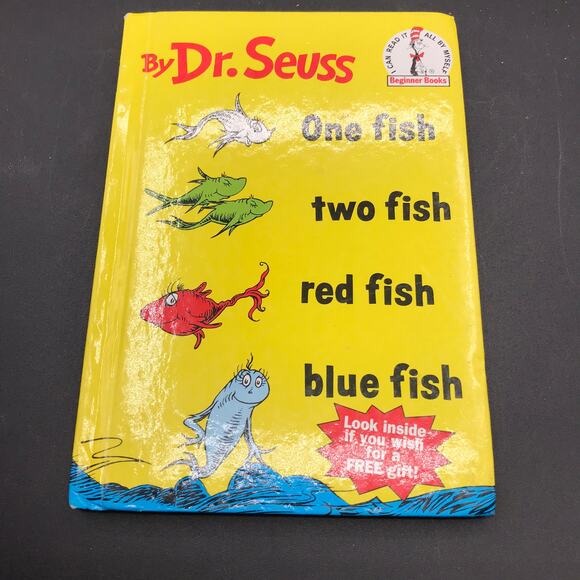 By Dr. Seuss
I CAN READ IT ALL BY MYSELF
Beginner Books
One fish
two fish
red fish
blue fish
Look inside
if you wish
for a
FREE gift!